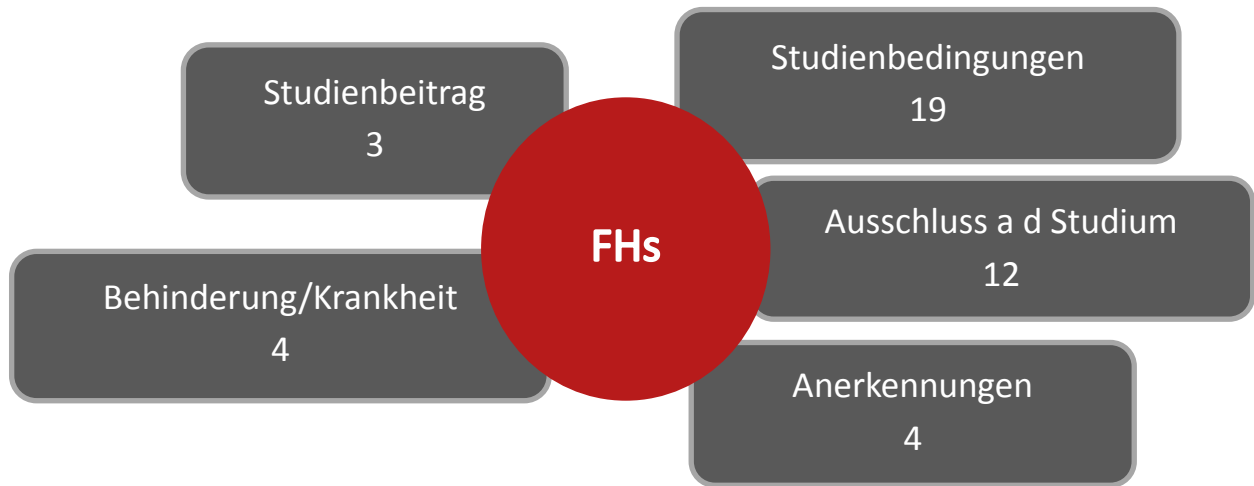 Studienbeitrag
3
Studienbedingungen
19
FHs
Ausschluss a d Studium
12
Behinderung/Krankheit
4
Anerkennungen
4